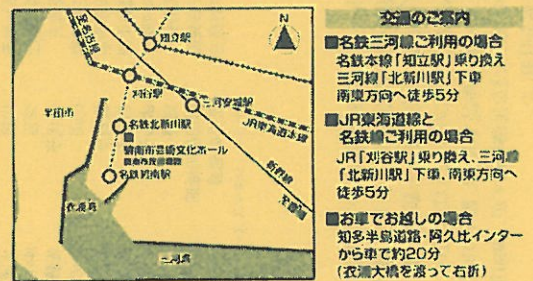 N
知立駅
刈谷駅
三河安城駅
半田市
名鉄北新川駅
JR東海道本線
碧南市芸術文化ホール
新幹線
名鉄碧南駅
衣浦湾
三河湾
交通のご案内
■名鉄三河線ご利用の場合
名鉄本線「知立駅」乗り換え
三河線「北新川駅」下車
南東方向へ徒歩5分
■JR東海道線と
名鉄線ご利用の場合
JR「刈谷駅」乗り換え、三河線
「北新川駅」下車、南東方向へ
徒歩5分
■お車でお越しの場合
知多半島道路・阿久比インター
から車で約20分
(衣浦大橋を渡って右折)